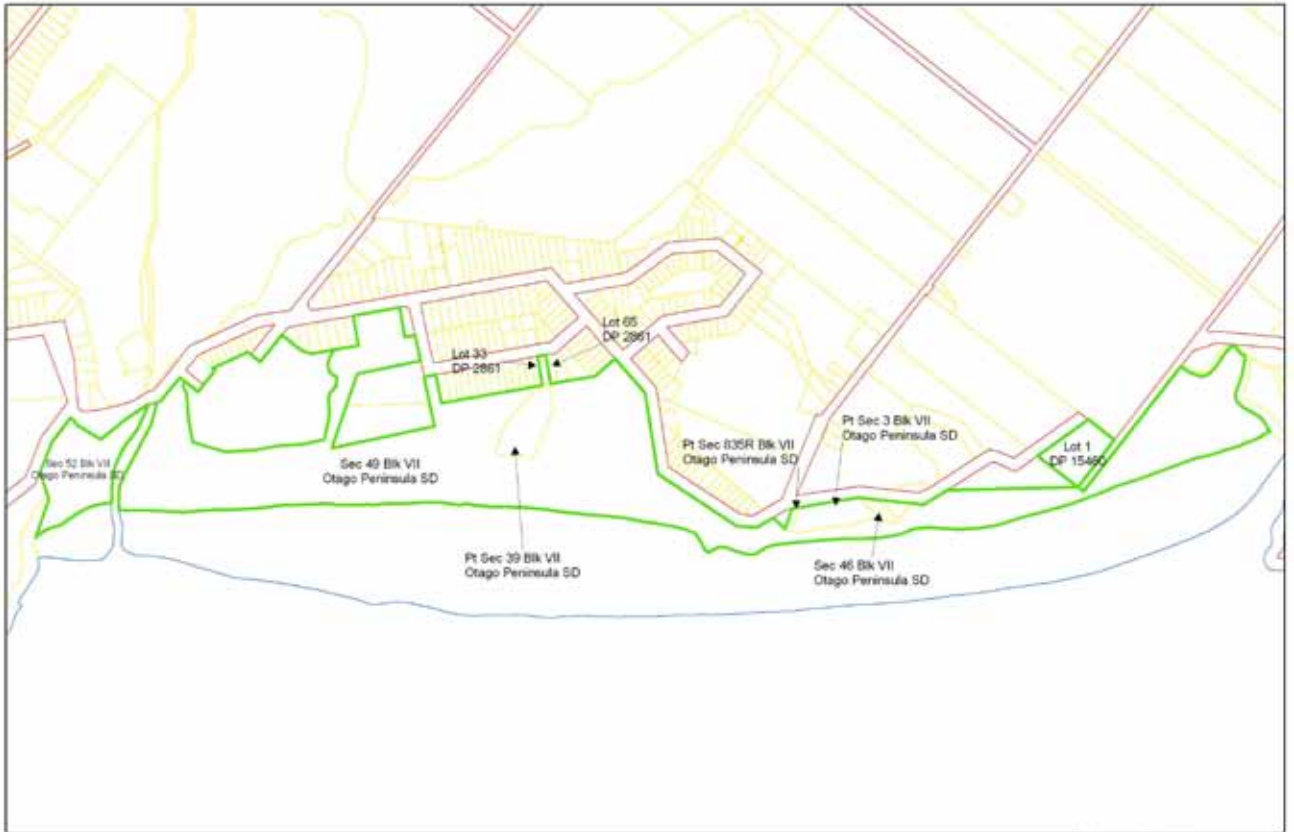 Lot 65
DP 2861
Lot 33
DP 2861
Pt Sec 3 Blk VII
Otago Peninsula SD
Pt Sec 835R Blk VII
Otago Peninsula SD
Lot 1
DP 15460
Sec 52 Blk VII
Otago Peninsula SD
Sec 49 Blk VII
Otago Peninsula SD
Pt Sec 39 Blk VII
Otago Peninsula SD
Sec 46 Blk VII
Otago Peninsula SD